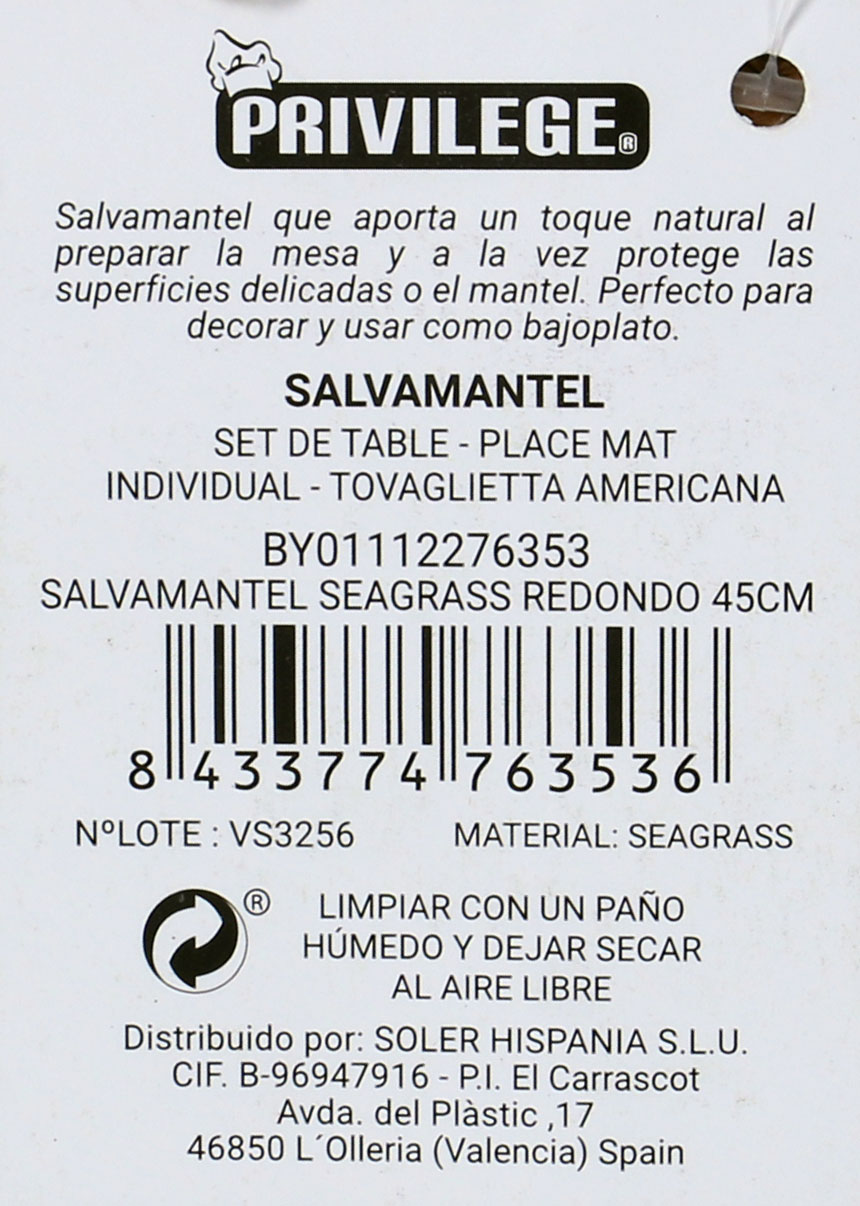 PRIVILEGE®
Salvamantel que aporta un toque natural al
preparar la mesa y a la vez protege las
superficies delicadas o el mantel. Perfecto para
decorar y usar como bajoplato.
SALVAMANTEL
SET DE TABLE - PLACE MAT
INDIVIDUAL - TOVAGLIETTA AMERICANA
BY01112276353
SALVAMANTEL SEAGRASS REDONDO 45CM
8 433774 763536
NºLOTE : VS3256 MATERIAL: SEAGRASS
® LIMPIAR CON UN PAÑO
HÚMEDO Y DEJAR SECAR
AL AIRE LIBRE
Distribuido por: SOLER HISPANIA S.L.U.
CIF. B-96947916 - P.I. El Carrascot
Avda. del Plàstic ,17
46850 L´Olleria (Valencia) Spain